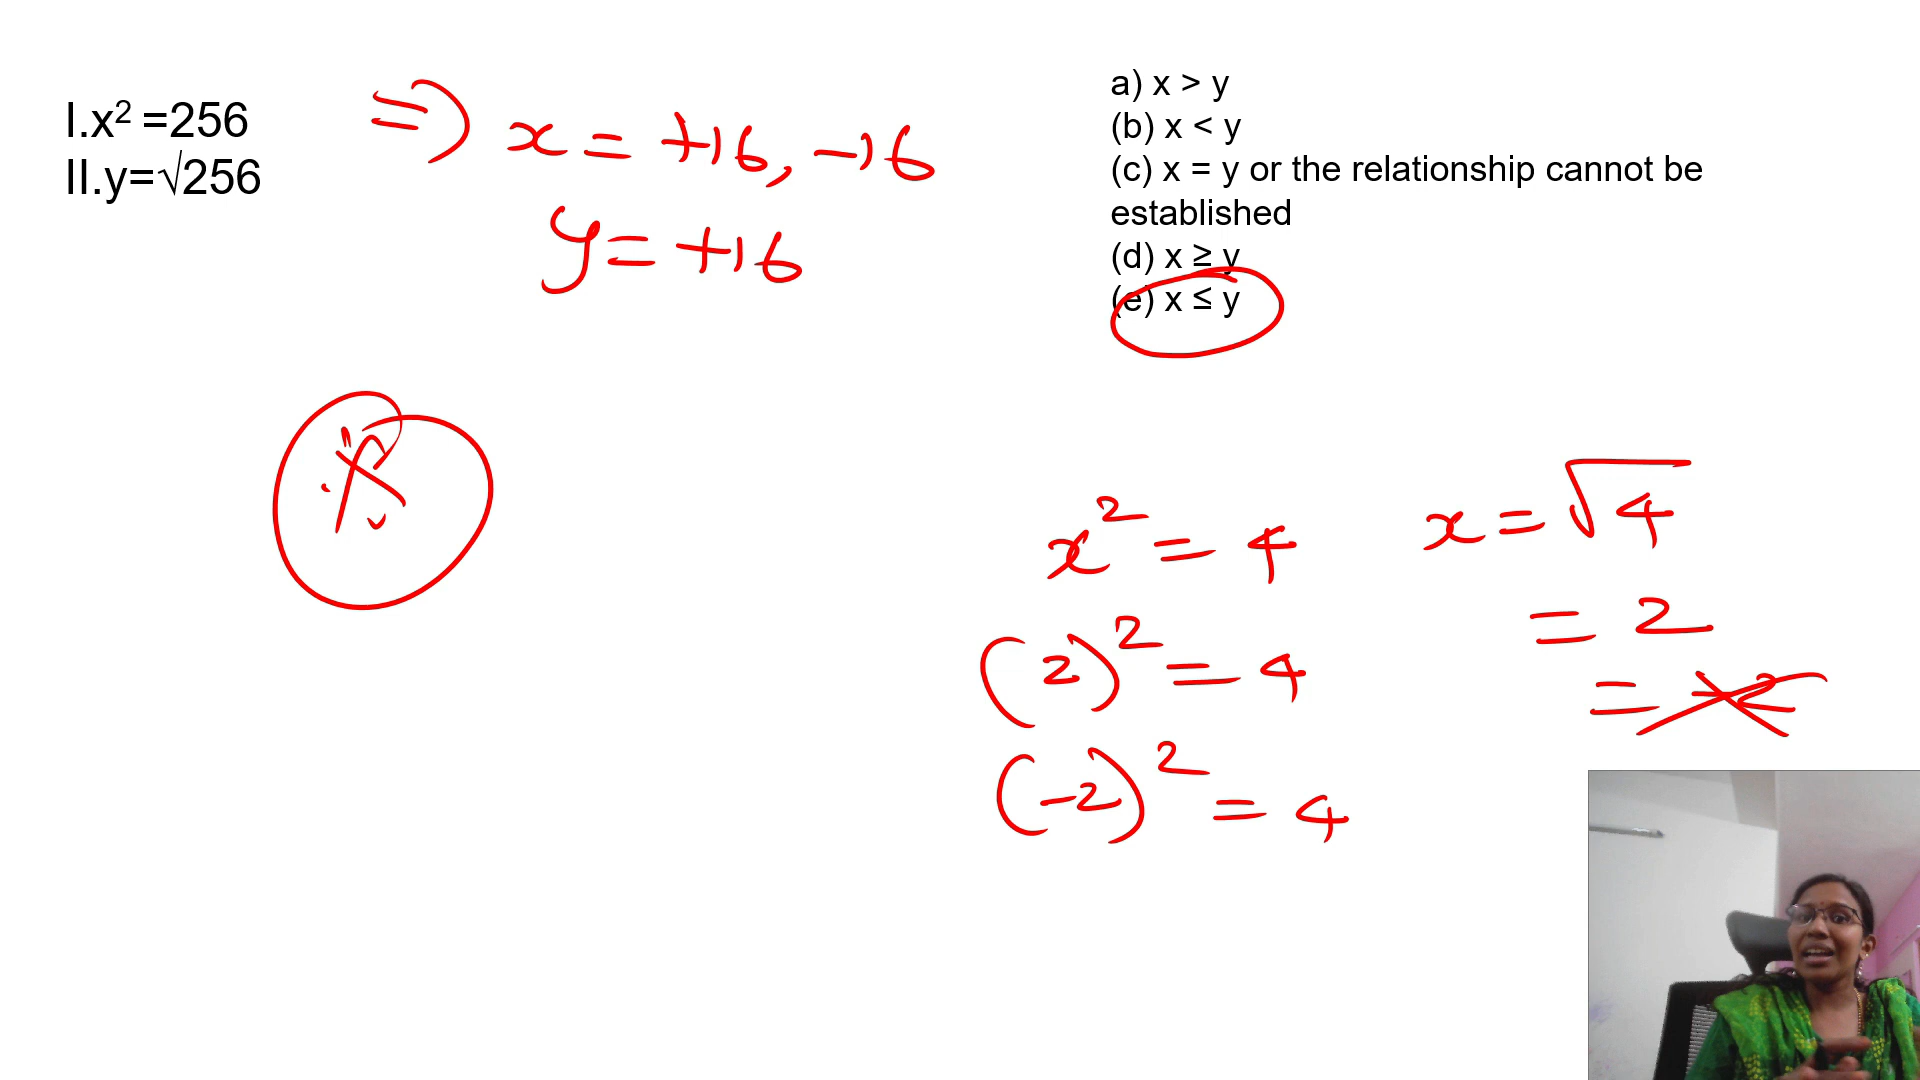 I.x² =256
II.y=√256
⇒ x = +16, -16
y = +16
a) x > y
(b) x < y
(c) x = y or the relationship cannot be
established
(d) x ≥ y
(e) x ≤ y
x² = 4
(2)² = 4
(-2)² = 4
x = √4
= 2
=